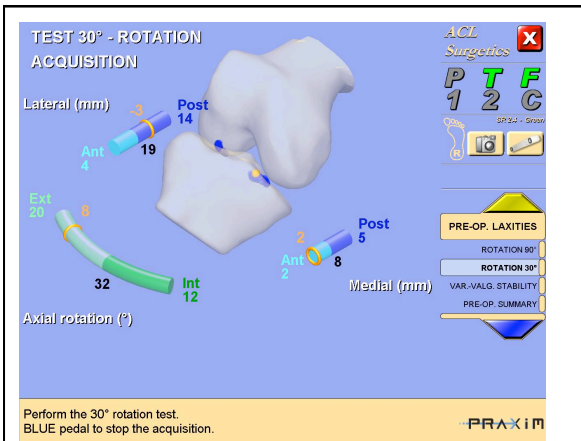 TEST 30° - ROTATION
ACQUISITION
ACL
Surgetics
X
P T F
1 2 C
SR 2.4 - Green
R
Lateral (mm)
-3
Post
14
Ant
4
19
Ext
20
8
32
Int
12
Axial rotation (°)
2
Post
5
Ant
2
8
Medial (mm)
PRE-OP. LAXITIES
ROTATION 90°
ROTATION 30°
VAR.-VALG. STABILITY
PRE-OP. SUMMARY
Perform the 30° rotation test.
BLUE pedal to stop the acquisition.
PRAXiM